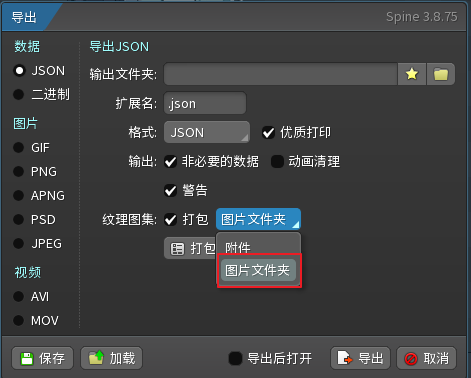 导出
Spine 3.8.75
数据
导出JSON
JSON
输出文件夹:
二进制
扩展名: .json
图片
格式: JSON 优质打印
GIF
输出: 非必要的数据 动画清理
PNG
警告
APNG
PSD
纹理图集: 打包 图片文件夹
JPEG
打包
附件
图片文件夹
视频
AVI
MOV
保存 加载 导出后打开 导出 取消